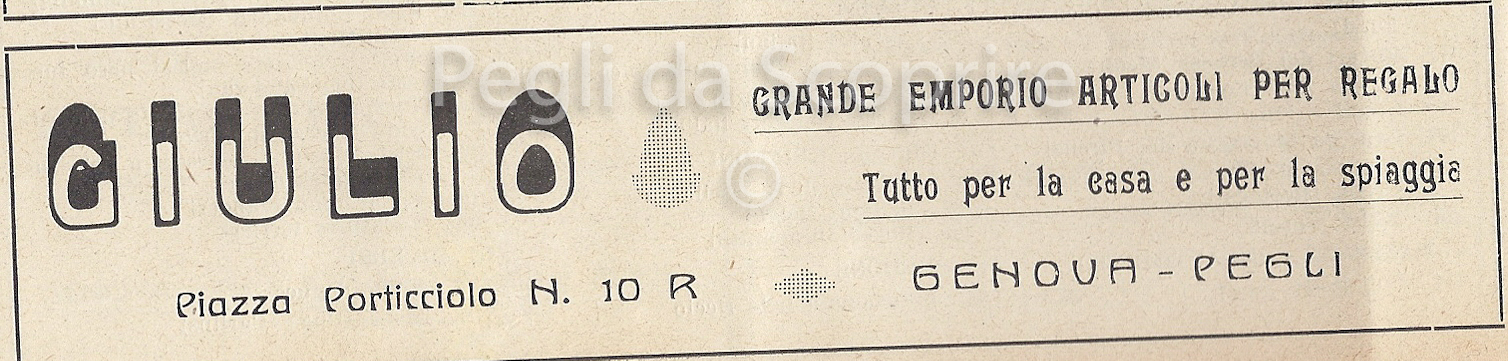 GIULIO
Piazza Porticciolo N. 10 R
GRANDE EMPORIO ARTICOLI PER REGALO
Tutto per la casa e per la spiaggia
GENOVA - PEGLI
Pegli da Scoprire
©